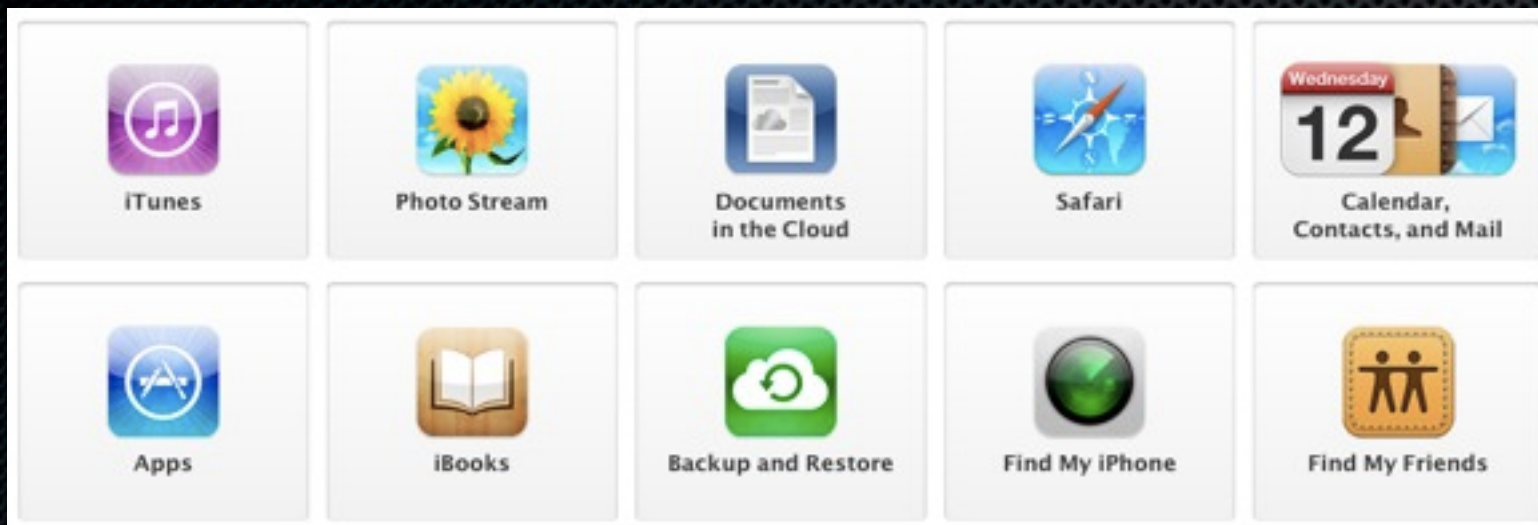 iTunes
Photo Stream
Documents
in the Cloud
Safari
Wednesday
12
Calendar,
Contacts, and Mail
Apps
iBooks
Backup and Restore
Find My iPhone
Find My Friends